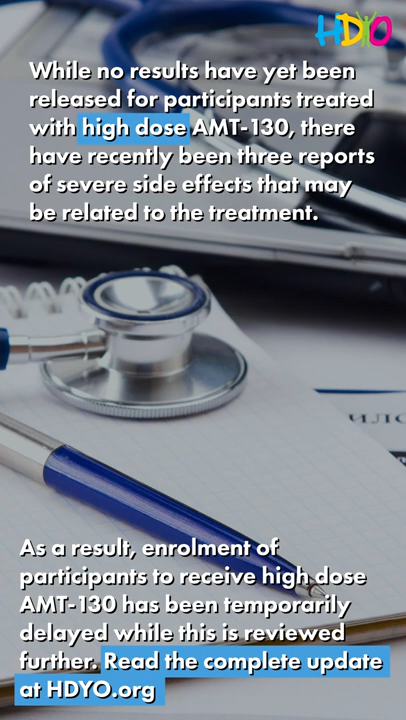 HDYO
While no results have yet been
released for participants treated
with high dose AMT-130, there
have recently been three reports
of severe side effects that may
be related to the treatment.
As a result, enrolment of
participants to receive high dose
AMT-130 has been temporarily
delayed while this is reviewed
further. Read the complete update
at HDYO.org